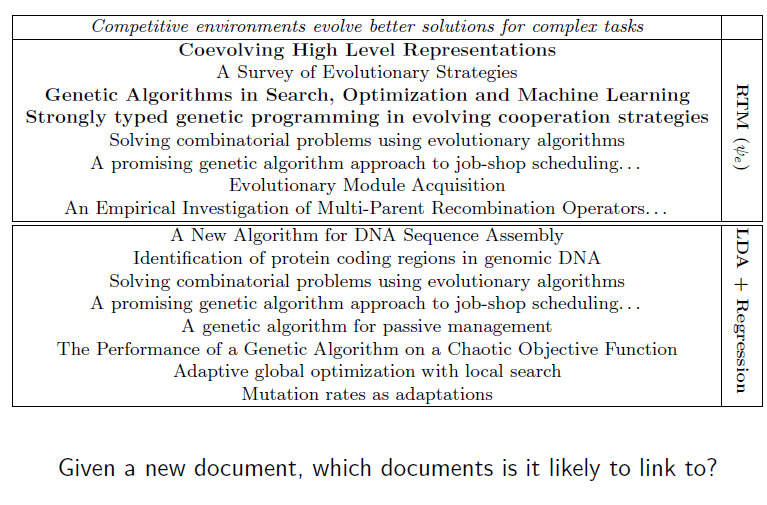 Competitive environments evolve better solutions for complex tasks
Coevolving High Level Representations
A Survey of Evolutionary Strategies
Genetic Algorithms in Search, Optimization and Machine Learning
Strongly typed genetic programming in evolving cooperation strategies
Solving combinatorial problems using evolutionary algorithms
A promising genetic algorithm approach to job-shop scheduling...
Evolutionary Module Acquisition
An Empirical Investigation of Multi-Parent Recombination Operators...
RTM (ψₑ)
A New Algorithm for DNA Sequence Assembly
Identification of protein coding regions in genomic DNA
Solving combinatorial problems using evolutionary algorithms
A promising genetic algorithm approach to job-shop scheduling...
A genetic algorithm for passive management
The Performance of a Genetic Algorithm on a Chaotic Objective Function
Adaptive global optimization with local search
Mutation rates as adaptations
LDA + Regression
Given a new document, which documents is it likely to link to?